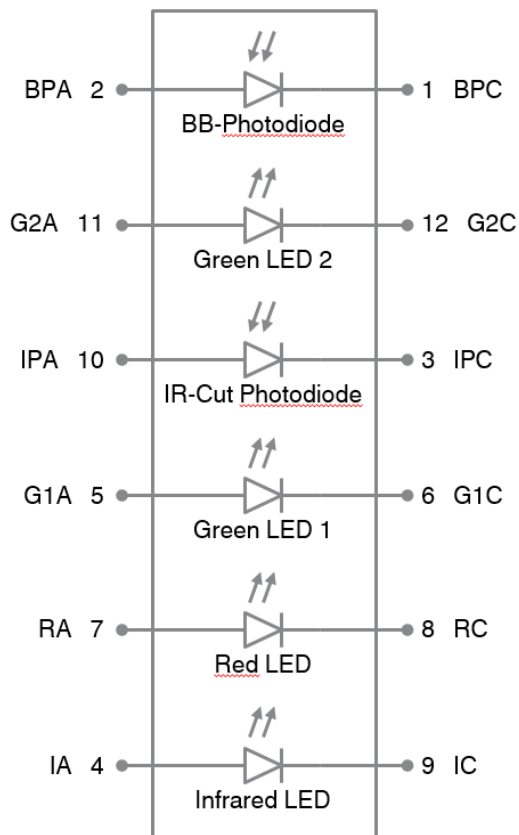 BPA 2 1 BPC
BB-Photodiode
G2A 11 12 G2C
Green LED 2
IPA 10 3 IPC
IR-Cut Photodiode
G1A 5 6 G1C
Green LED 1
RA 7 8 RC
Red LED
IA 4 9 IC
Infrared LED